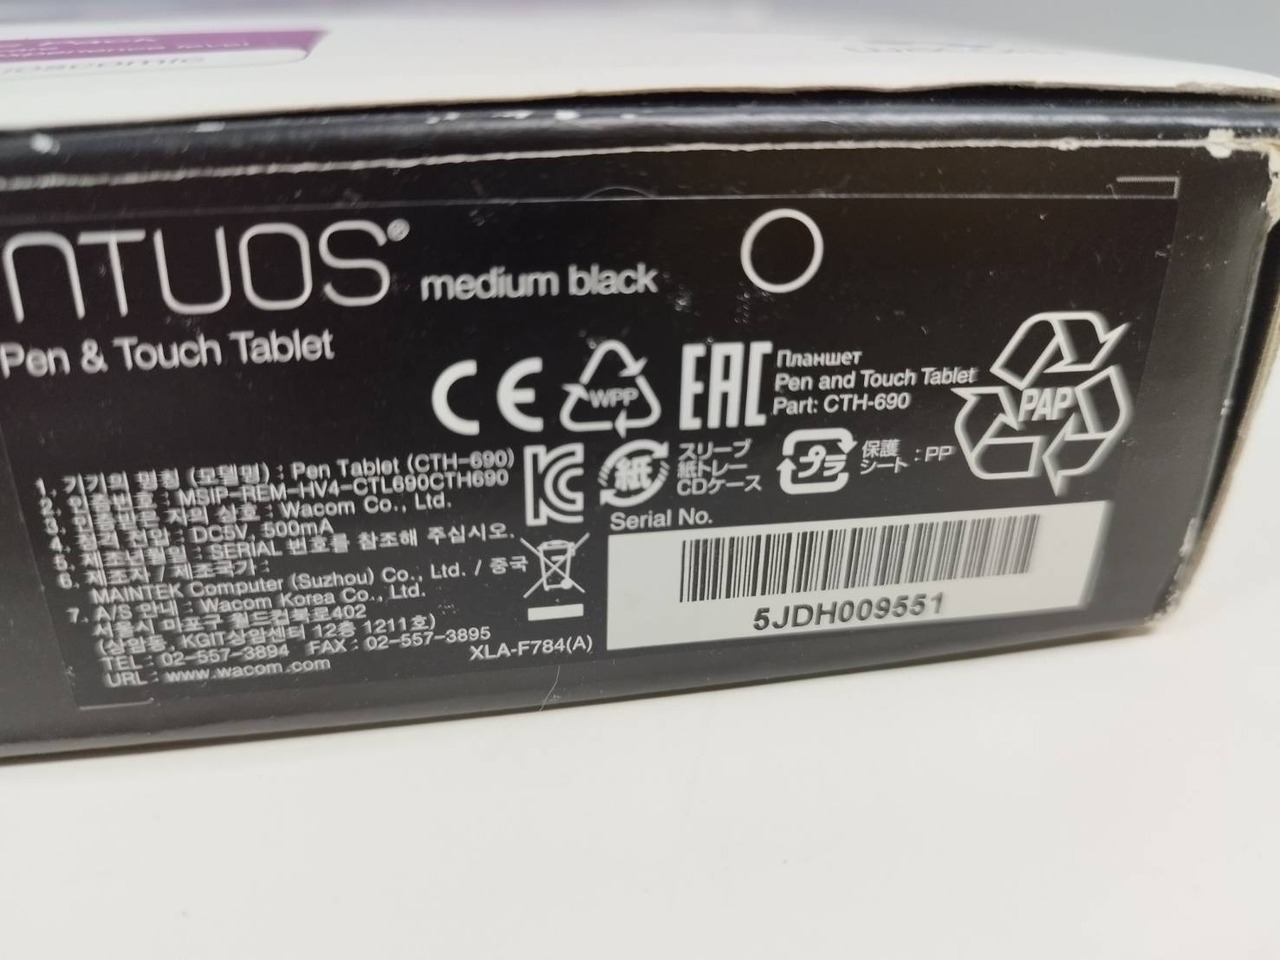 NTUOS® medium black
Pen & Touch Tablet
CE
WPP
EAC
Планшет
Pen and Touch Tablet
Part: CTH-690
PAP
紙
スリーブ
紙トレー
CDケース
プラ
保護
シート : PP
1. 기기의 명칭 (모델명) : Pen Tablet (CTH-690)
2. 인증번호 : MSIP-REM-HV4-CTL690CTH690
3. 인증받은 자의 상호 : Wacom Co., Ltd.
4. 정격 전압 : DC5V, 500mA
5. 제조년월일 : SERIAL 번호를 참조해 주십시오.
6. 제조자 / 제조국가 :
MAINTEK Computer (Suzhou) Co., Ltd. / 중국
7. A/S 안내 : Wacom Korea Co., Ltd.
서울시 마포구 월드컵북로402
(상암동, KGIT상암센터 12층 1211호)
TEL : 02-557-3894 FAX : 02-557-3895
URL : www.wacom.com
XLA-F784(A)
Serial No.
5JDH009551